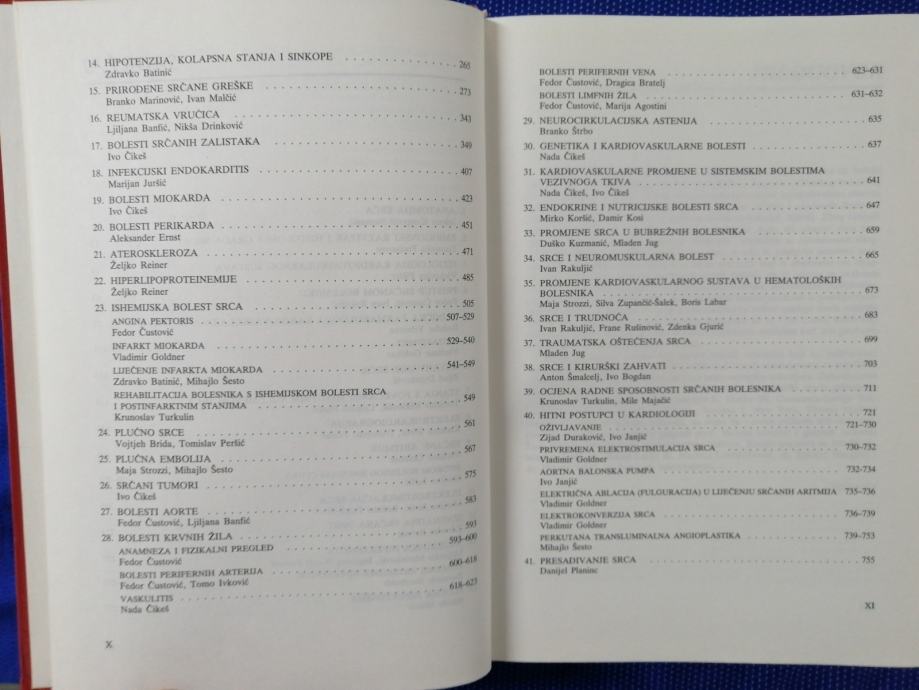 14. HIPOTENZIJA, KOLAPSNA STANJA I SINKOPE . . . 265
Zdravko Batinić
15. PRIROĐENE SRČANE GREŠKE . . . 273
Branko Marinović, Ivan Malčić
16. REUMATSKA VRUĆICA . . . 343
Ljiljana Banfić, Nikša Drinković
17. BOLESTI SRČANIH ZALISTAKA . . . 349
Ivo Čikeš
18. INFEKCIJSKI ENDOKARDITIS . . . 407
Marijan Juršić
19. BOLESTI MIOKARDA . . . 423
Ivo Čikeš
20. BOLESTI PERIKARDA . . . 451
Aleksander Ernst
21. ATEROSKLEROZA . . . 471
Željko Reiner
22. HIPERLIPOPROTEINEMIJE . . . 485
Željko Reiner
23. ISHEMIJSKA BOLEST SRCA . . . 505
ANGINA PEKTORIS . . . 507–529
Fedor Čustović
INFARKT MIOKARDA . . . 529–540
Vladimir Goldner
LIJEČENJE INFARKTA MIOKARDA . . . 541–549
Zdravko Batinić, Mihajlo Šesto
REHABILITACIJA BOLESNIKA S ISHEMIJSKOM BOLESTI SRCA
I POSTINFARKTNIM STANJIMA . . . 549
Krunoslav Turkulin
24. PLUĆNO SRCE . . . 561
Vojtjeh Brida, Tomislav Peršić
25. PLUĆNA EMBOLIJA . . . 567
Maja Strozzi, Mihajlo Šesto
26. SRČANI TUMORI . . . 575
Ivo Čikeš
27. BOLESTI AORTE . . . 583
Fedor Čustović, Ljiljana Banfić
28. BOLESTI KRVNIH ŽILA . . . 593
ANAMNEZA I FIZIKALNI PREGLED . . . 593–600
Fedor Čustović
BOLESTI PERIFERNIH ARTERIJA . . . 600–618
Fedor Čustović, Tomo Ivković
VASKULITIS . . . 618–623
Nada Čikeš
X
BOLESTI PERIFERNIH VENA . . . 623–631
Fedor Čustović, Dragica Bratelj
BOLESTI LIMFNIH ŽILA . . . 631–632
Fedor Čustović, Marija Agostini
29. NEUROCIRKULACIJSKA ASTENIJA . . . 635
Branko Štrbo
30. GENETIKA I KARDIOVASKULARNE BOLESTI . . . 637
Nada Čikeš
31. KARDIOVASKULARNE PROMJENE U SISTEMSKIM BOLESTIMA
VEZIVNOGA TKIVA . . . 641
Nada Čikeš, Ivo Čikeš
32. ENDOKRINE I NUTRICIJSKE BOLESTI SRCA . . . 647
Mirko Koršić, Damir Kosi
33. PROMJENE SRCA U BUBREŽNIH BOLESNIKA . . . 659
Duško Kuzmanić, Mladen Jug
34. SRCE I NEUROMUSKULARNA BOLEST . . . 665
Ivan Rakuljić
35. PROMJENE KARDIOVASKULARNOG SUSTAVA U HEMATOLOŠKIH
BOLESNIKA . . . 673
Maja Strozzi, Silva Zupančić-Šalek, Boris Labar
36. SRCE I TRUDNOĆA . . . 683
Ivan Rakuljić, Frane Rušinović, Zdenka Gjurić
37. TRAUMATSKA OŠTEĆENJA SRCA . . . 699
Mladen Jug
38. SRCE I KIRURŠKI ZAHVATI . . . 703
Anton Šmalcelj, Ivo Bogdan
39. OCJENA RADNE SPOSOBNOSTI SRČANIH BOLESNIKA . . . 711
Krunoslav Turkulin, Mile Majačić
40. HITNI POSTUPCI U KARDIOLOGIJI . . . 721
OŽIVLJAVANJE . . . 721–730
Zijad Duraković, Ivo Janjić
PRIVREMENA ELEKTROSTIMULACIJA SRCA . . . 730–732
Vladimir Goldner
AORTNA BALONSKA PUMPA . . . 732–734
Ivo Janjić
ELEKTRIČNA ABLACIJA (FULGURACIJA) U LIJEČENJU SRČANIH ARITMIJA 735–736
Vladimir Goldner
ELEKTROKONVERZIJA SRCA . . . 736–739
Vladimir Goldner
PERKUTANA TRANSLUMINALNA ANGIOPLASTIKA . . . 739–753
Mihajlo Šesto
41. PRESAĐIVANJE SRCA . . . 755
Danijel Planinc
XI